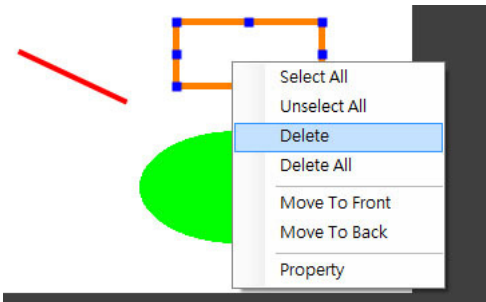 Select All
Unselect All
Delete
Delete All
Move To Front
Move To Back
Property